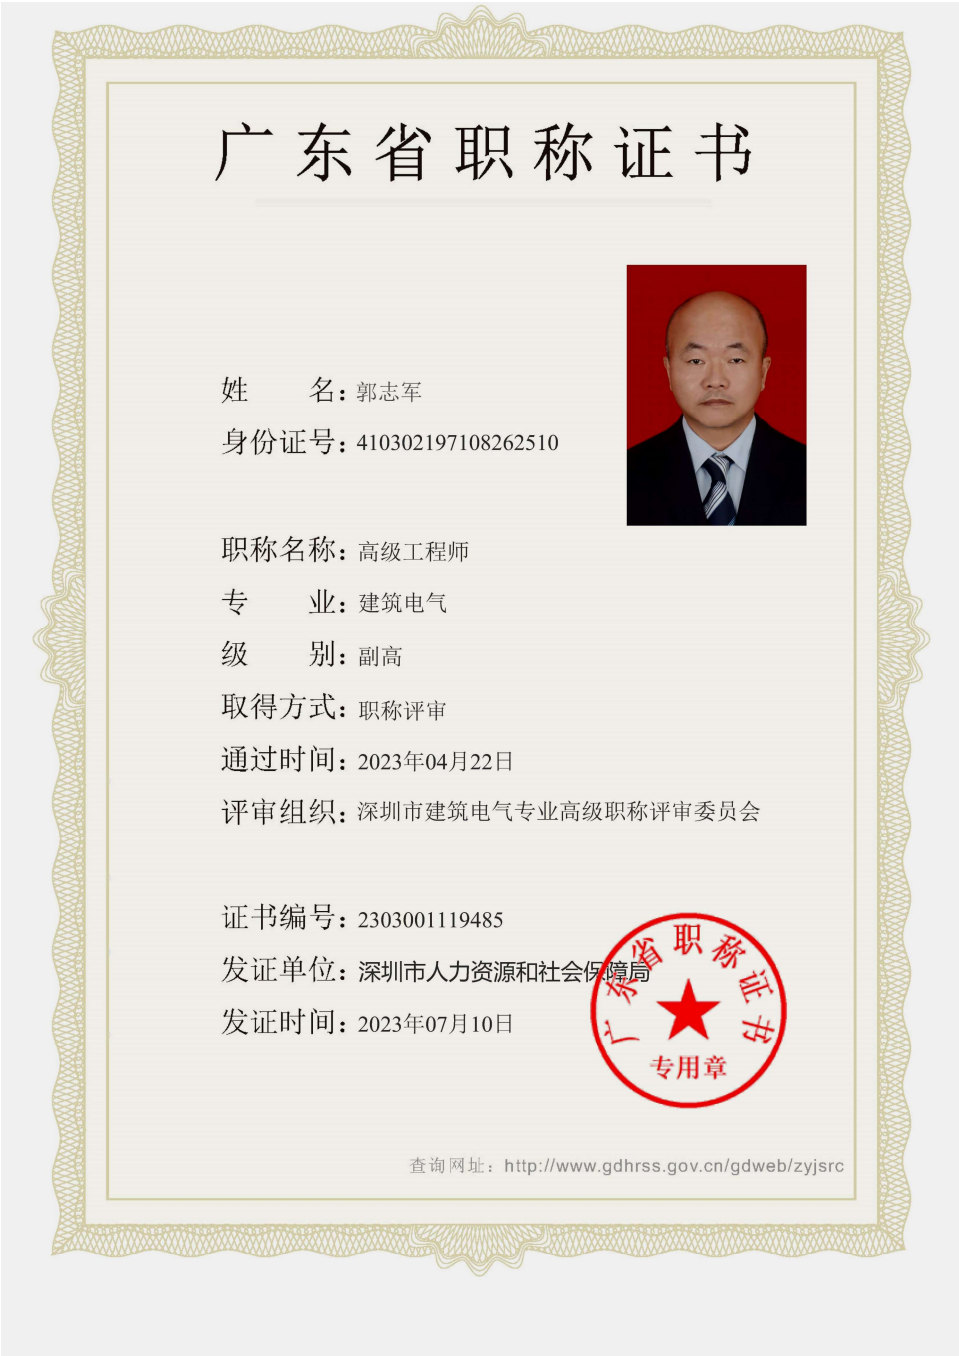 广东省职称证书
姓 名：郭志军
身份证号：410302197108262510
职称名称：高级工程师
专 业：建筑电气
级 别：副高
取得方式：职称评审
通过时间：2023年04月22日
评审组织：深圳市建筑电气专业高级职称评审委员会
证书编号：2303001119485
发证单位：深圳市人力资源和社会保障局
发证时间：2023年07月10日
广东省职称证书
专用章
查询网址：http://www.gdhrss.gov.cn/gdweb/zyjsrc